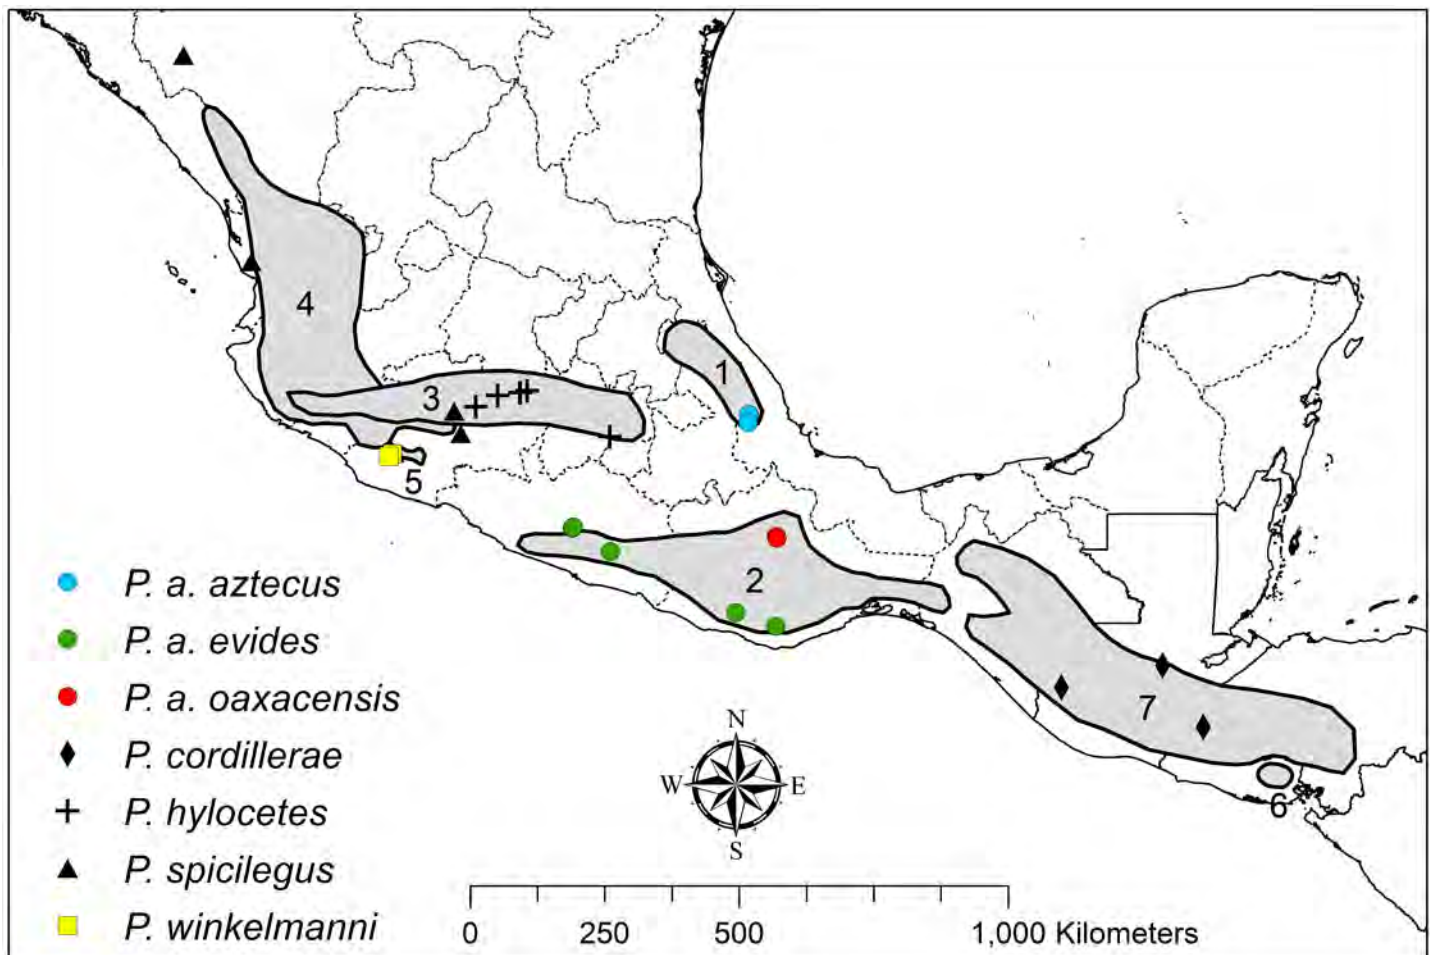 4
1
3
5
2
7
6
P. a. aztecus
P. a. evides
P. a. oaxacensis
P. cordillerae
P. hylocetes
P. spicilegus
P. winkelmanni
N
W E
S
0 250 500 1,000 Kilometers